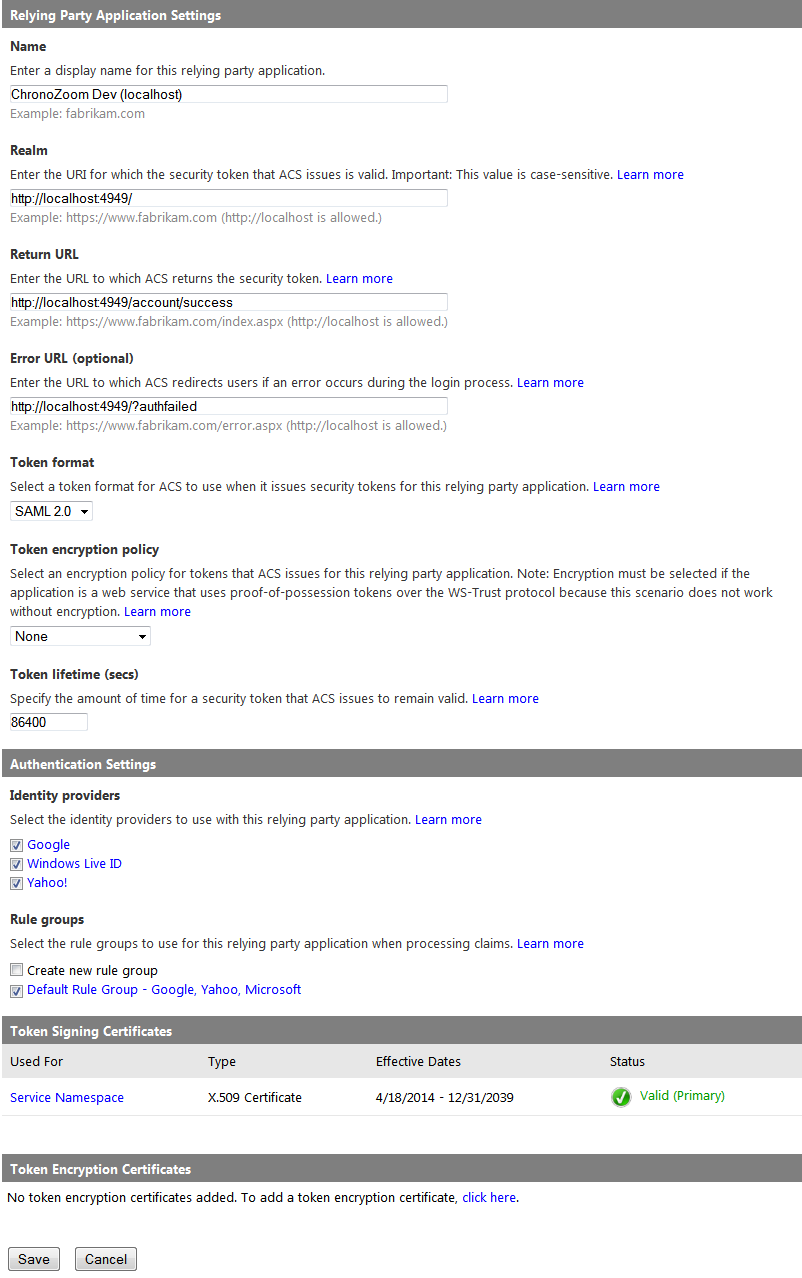 Relying Party Application Settings
Name
Enter a display name for this relying party application.
ChronoZoom Dev (localhost)
Example: fabrikam.com
Realm
Enter the URI for which the security token that ACS issues is valid. Important: This value is case-sensitive. Learn more
http://localhost:4949/
Example: https://www.fabrikam.com (http://localhost is allowed.)
Return URL
Enter the URL to which ACS returns the security token. Learn more
http://localhost:4949/account/success
Example: https://www.fabrikam.com/index.aspx (http://localhost is allowed.)
Error URL (optional)
Enter the URL to which ACS redirects users if an error occurs during the login process. Learn more
http://localhost:4949/?authfailed
Example: https://www.fabrikam.com/error.aspx (http://localhost is allowed.)
Token format
Select a token format for ACS to use when it issues security tokens for this relying party application. Learn more
SAML 2.0
Token encryption policy
Select an encryption policy for tokens that ACS issues for this relying party application. Note: Encryption must be selected if the
application is a web service that uses proof-of-possession tokens over the WS-Trust protocol because this scenario does not work
without encryption. Learn more
None
Token lifetime (secs)
Specify the amount of time for a security token that ACS issues to remain valid. Learn more
86400
Authentication Settings
Identity providers
Select the identity providers to use with this relying party application. Learn more
Google
Windows Live ID
Yahoo!
Rule groups
Select the rule groups to use for this relying party application when processing claims. Learn more
Create new rule group
Default Rule Group - Google, Yahoo, Microsoft
Token Signing Certificates
Used For Type Effective Dates Status
Service Namespace X.509 Certificate 4/18/2014 - 12/31/2039 Valid (Primary)
Token Encryption Certificates
No token encryption certificates added. To add a token encryption certificate, click here.
Save Cancel